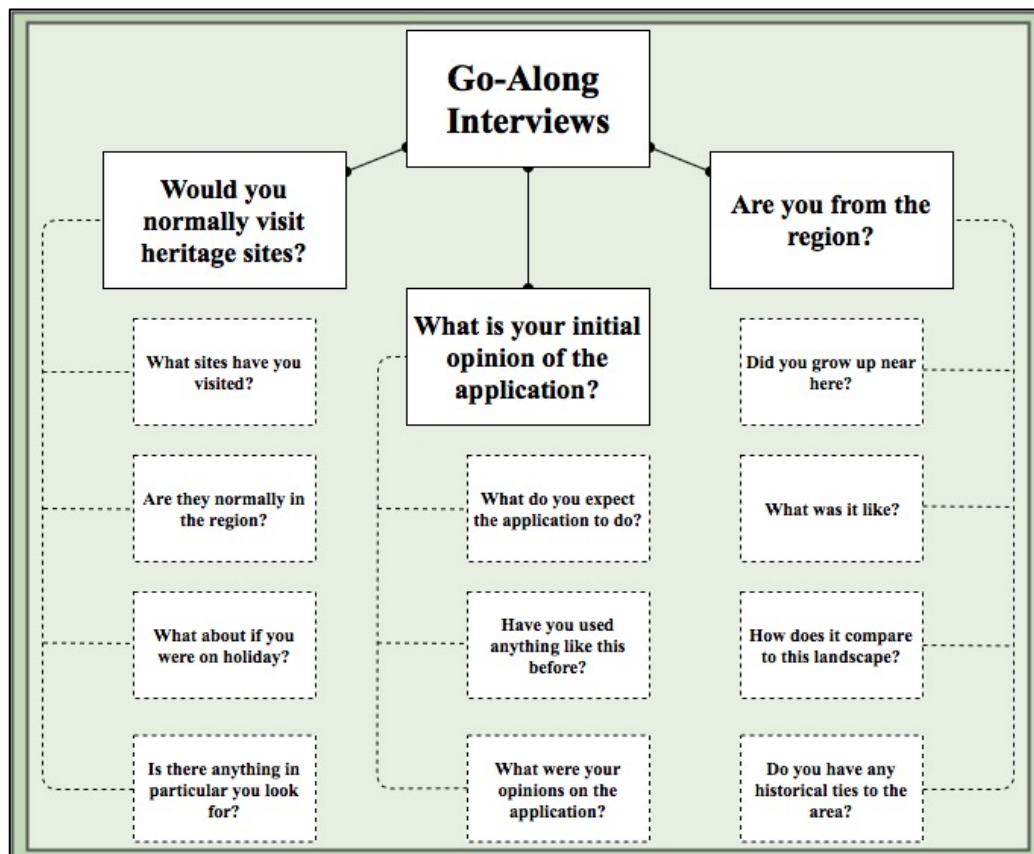 Go-Along
Interviews
Would you
normally visit
heritage sites?
What sites have you
visited?
Are they normally in
the region?
What about if you
were on holiday?
Is there anything in
particular you look
for?
What is your initial
opinion of the
application?
What do you expect
the application to do?
Have you used
anything like this
before?
What were your
opinions on the
application?
Are you from the
region?
Did you grow up near
here?
What was it like?
How does it compare
to this landscape?
Do you have any
historical ties to the
area?